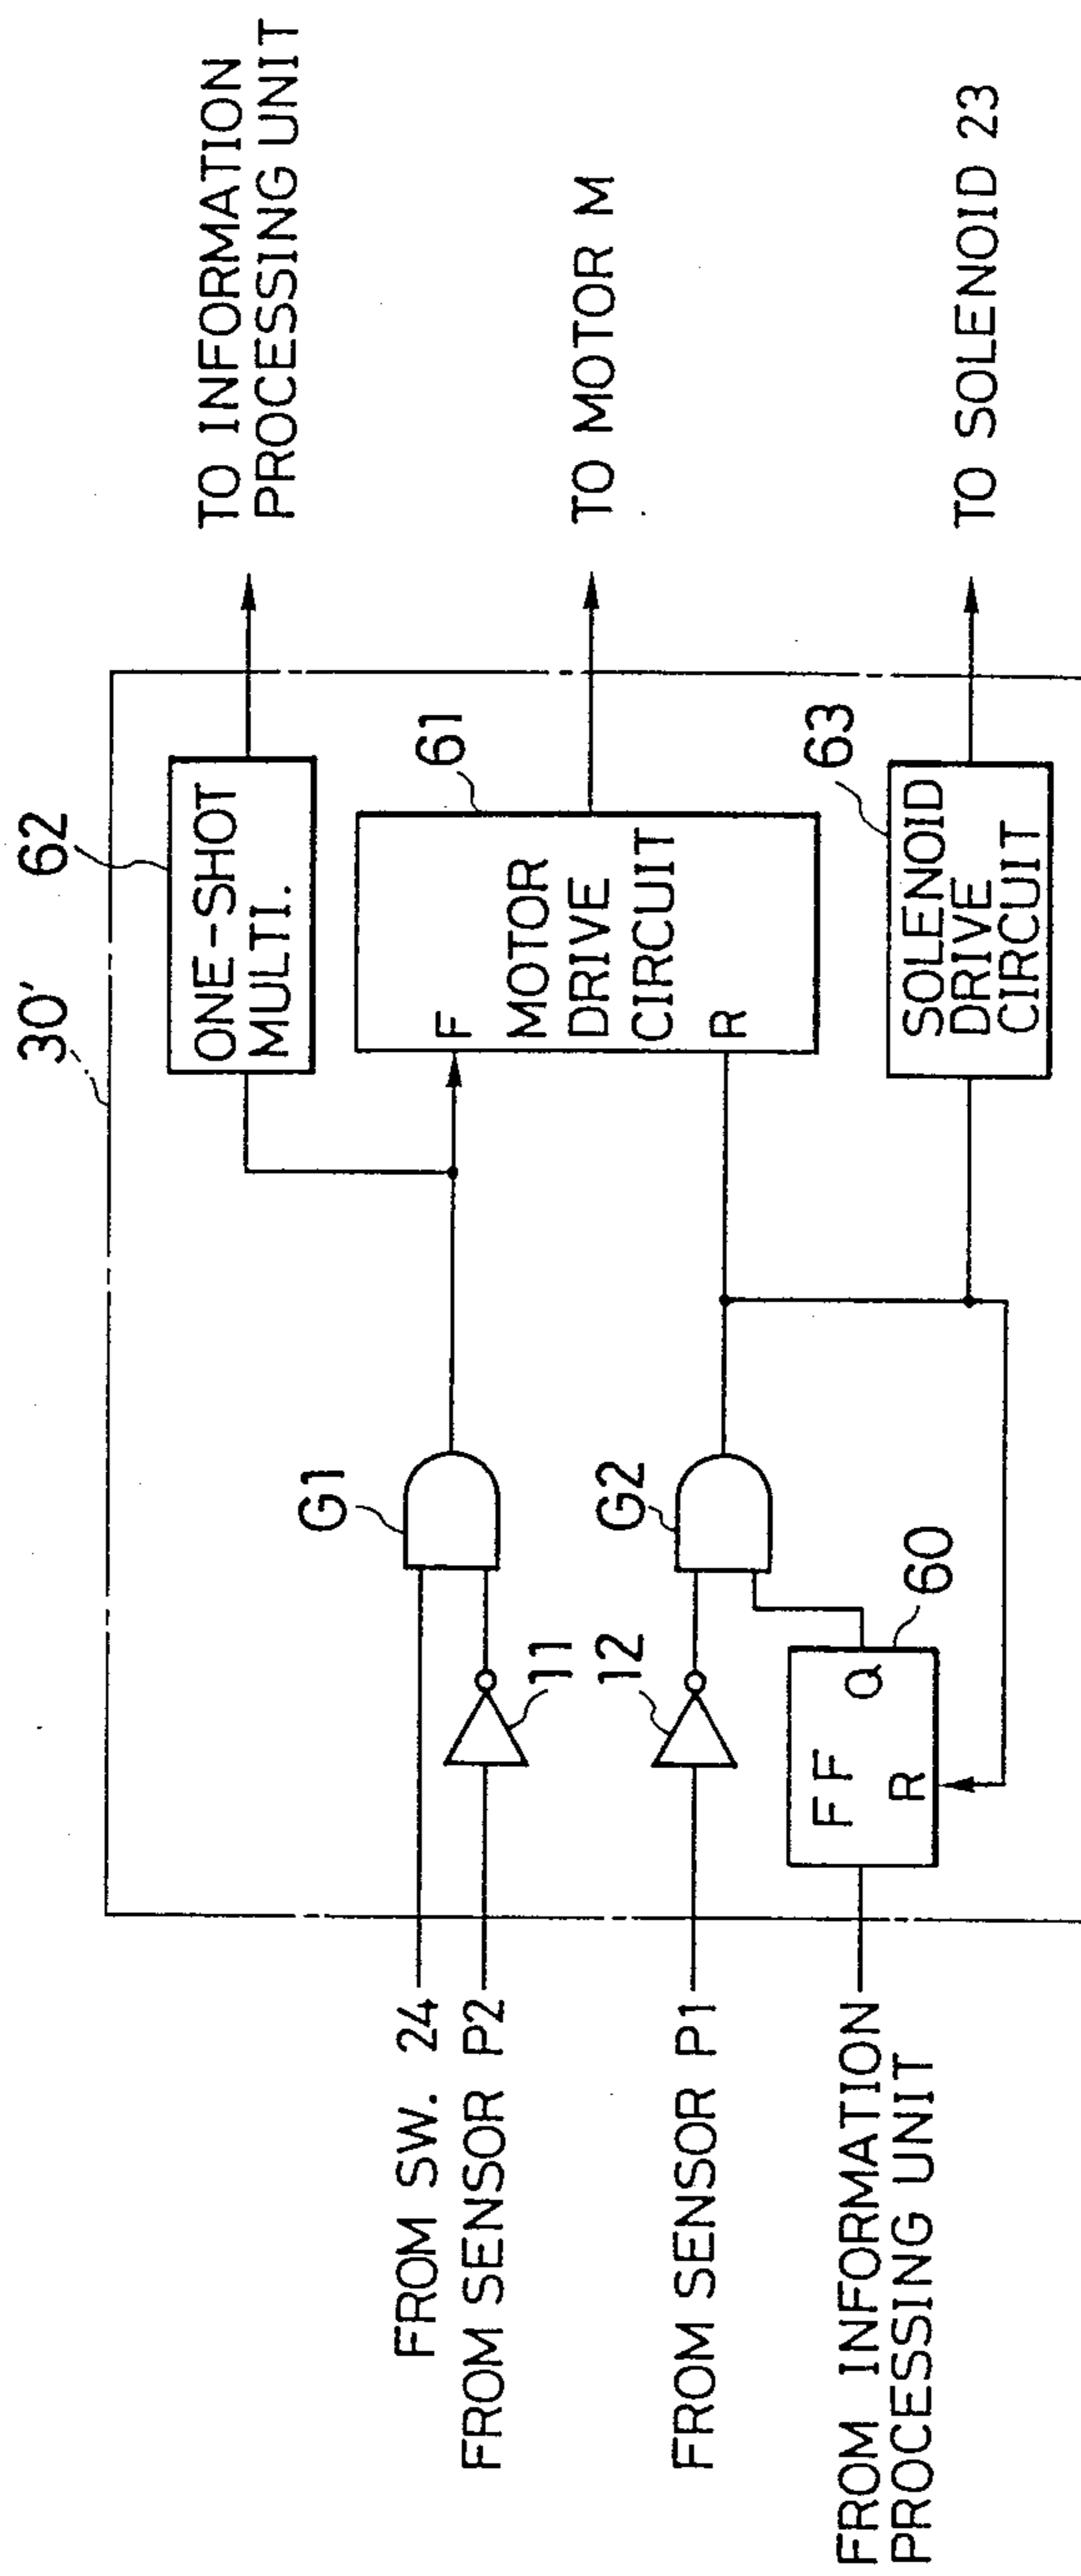 30'
62
ONE-SHOT
MULTI.
TO INFORMATION
PROCESSING UNIT
61
F
MOTOR
DRIVE
CIRCUIT
R
TO MOTOR M
63
SOLENOID
DRIVE
CIRCUIT
TO SOLENOID 23
G1
G2
11
12
60
FF
Q
R
FROM SW. 24
FROM SENSOR P2
FROM SENSOR P1
FROM INFORMATION
PROCESSING UNIT